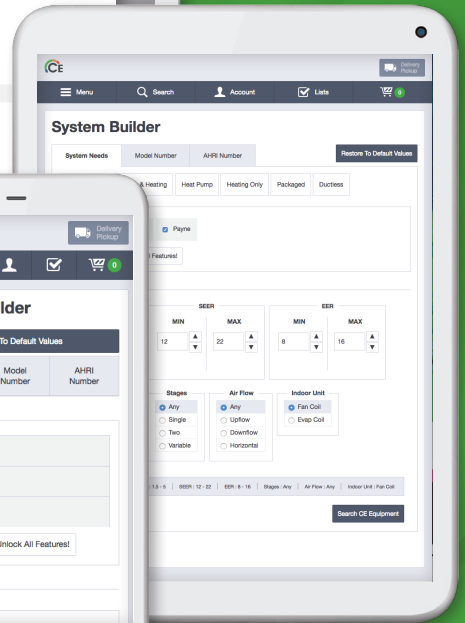 CE
Delivery
Pickup
Menu
Search
Account
Lists
0
System Builder
System Needs
Model Number
AHRI Number
Restore To Default Values
& Heating
Heat Pump
Heating Only
Packaged
Ductless
Payne
Features!
SEER
EER
MIN
MAX
MIN
MAX
12
22
8
16
Stages
Air Flow
Indoor Unit
Any
Any
Fan Coil
Single
Upflow
Evap Coil
Two
Downflow
Variable
Horizontal
: 1.5 - 5 | SEER : 12 - 22 | EER : 8 - 16 | Stages : Any | Air Flow : Any | Indoor Unit : Fan Coil
Search CE Equipment
Delivery
Pickup
0
lder
To Default Values
Model
Number
AHRI
Number
nlock All Features!